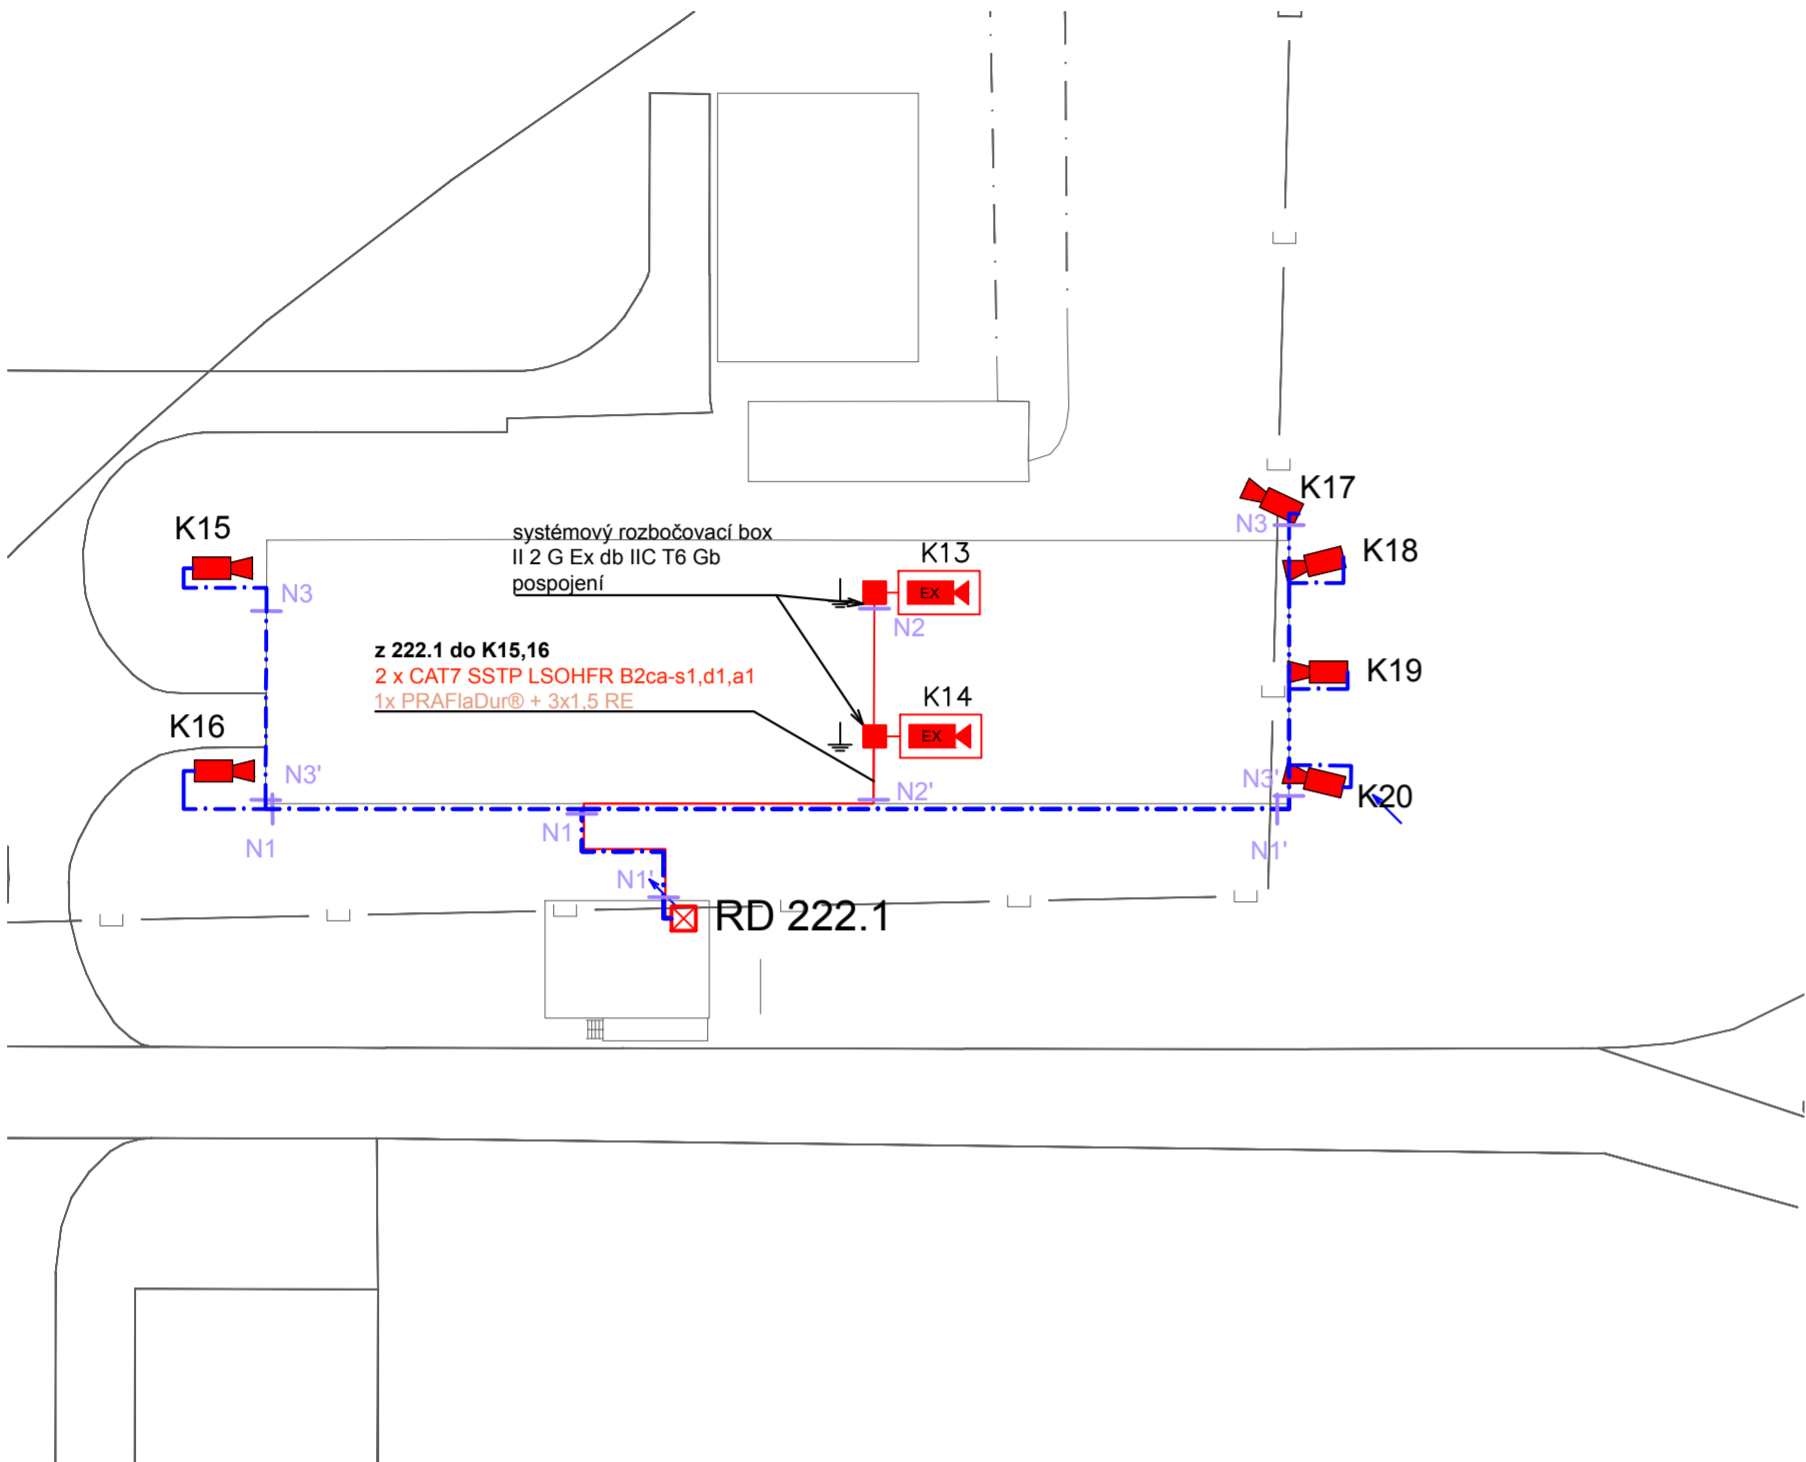 K17
K15
N3
systémový rozbočovací box
II 2 G Ex db IIC T6 Gb
pospojení
K13
K18
EX
N3
N2
z 222.1 do K15,16
2 x CAT7 SSTP LSOHFR B2ca-s1,d1,a1
1x PRAFlaDur® + 3x1,5 RE
K19
K14
K16
EX
N3'
N3'
N2'
K20
N1
N1
N1'
N1'
RD 222.1